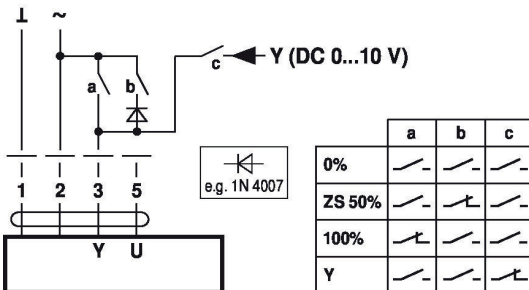 ⊥ ~
c Y (DC 0...10 V)
a b
1 2 3 5
e.g. 1N 4007
Y U
a b c
0%
ZS 50%
100%
Y